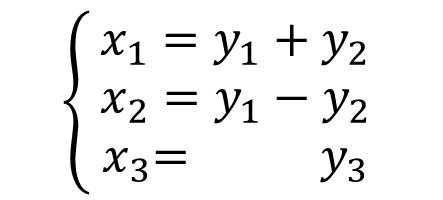 x₁ = y₁ + y₂
x₂ = y₁ − y₂
x₃ = y₃